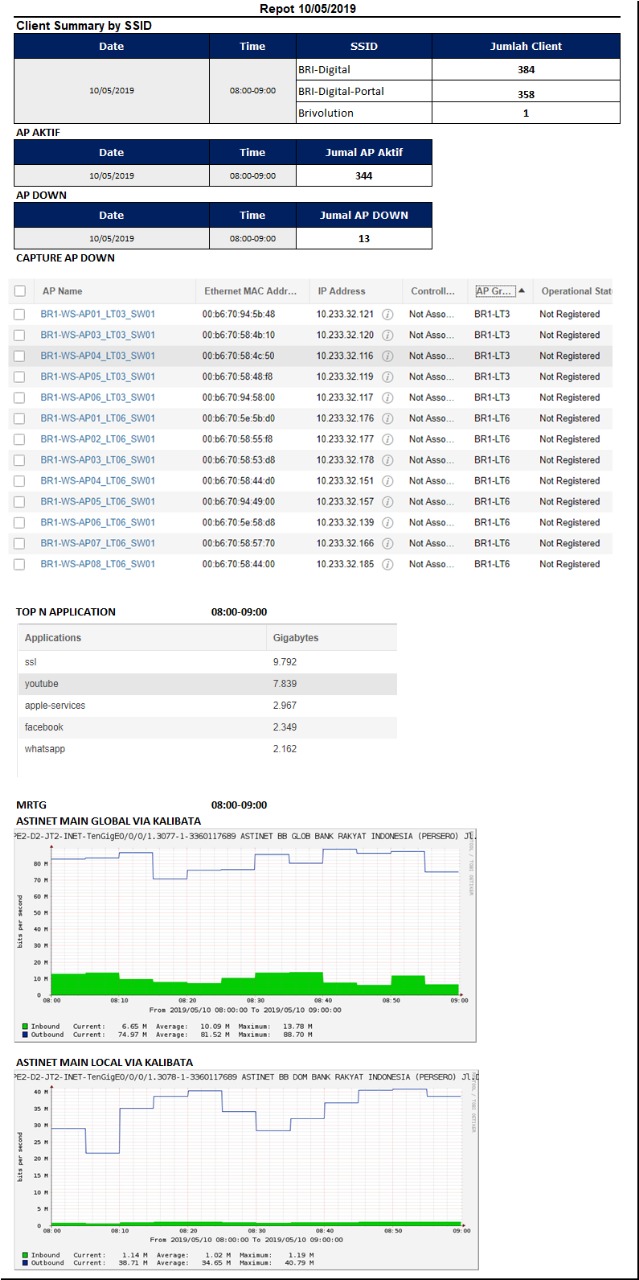 Repot 10/05/2019
Client Summary by SSID
Date Time SSID Jumlah Client
10/05/2019 08:00-09:00 BRI-Digital 384
BRI-Digital-Portal 358
Brivolution 1
AP AKTIF
Date Time Jumal AP Aktif
10/05/2019 08:00-09:00 344
AP DOWN
Date Time Jumal AP DOWN
10/05/2019 08:00-09:00 13
CAPTURE AP DOWN
AP Name Ethernet MAC Addr... IP Address Controll... AP Gr... Operational Stat
BR1-WS-AP01_LT03_SW01 00:b6:70:94:5b:48 10.233.32.121 Not Asso... BR1-LT3 Not Registered
BR1-WS-AP03_LT03_SW01 00:b6:70:58:4b:10 10.233.32.120 Not Asso... BR1-LT3 Not Registered
BR1-WS-AP04_LT03_SW01 00:b6:70:58:4c:50 10.233.32.116 Not Asso... BR1-LT3 Not Registered
BR1-WS-AP05_LT03_SW01 00:b6:70:58:48:f8 10.233.32.119 Not Asso... BR1-LT3 Not Registered
BR1-WS-AP06_LT03_SW01 00:b6:70:94:58:00 10.233.32.117 Not Asso... BR1-LT3 Not Registered
BR1-WS-AP01_LT06_SW01 00:b6:70:5e:5b:d0 10.233.32.176 Not Asso... BR1-LT6 Not Registered
BR1-WS-AP02_LT06_SW01 00:b6:70:58:55:f8 10.233.32.177 Not Asso... BR1-LT6 Not Registered
BR1-WS-AP03_LT06_SW01 00:b6:70:58:53:d8 10.233.32.178 Not Asso... BR1-LT6 Not Registered
BR1-WS-AP04_LT06_SW01 00:b6:70:58:44:d0 10.233.32.151 Not Asso... BR1-LT6 Not Registered
BR1-WS-AP05_LT06_SW01 00:b6:70:94:49:00 10.233.32.157 Not Asso... BR1-LT6 Not Registered
BR1-WS-AP06_LT06_SW01 00:b6:70:5e:58:d8 10.233.32.139 Not Asso... BR1-LT6 Not Registered
BR1-WS-AP07_LT06_SW01 00:b6:70:58:57:70 10.233.32.166 Not Asso... BR1-LT6 Not Registered
BR1-WS-AP08_LT06_SW01 00:b6:70:58:44:00 10.233.32.185 Not Asso... BR1-LT6 Not Registered
TOP N APPLICATION 08:00-09:00
Applications Gigabytes
ssl 9.792
youtube 7.839
apple-services 2.967
facebook 2.349
whatsapp 2.162
MRTG 08:00-09:00
ASTINET MAIN GLOBAL VIA KALIBATA
PE2-D2-JT2-INET-TenGigE0/0/0/1.3077-1-3360117689 ASTINET BB GLOB BANK RAKYAT INDONESIA (PERSERO) Jl.
80 M
70 M
60 M
50 M
40 M
30 M
20 M
10 M
0
bits per second
08:00 08:10 08:20 08:30 08:40 08:50 09:00
From 2019/05/10 08:00:00 To 2019/05/10 09:00:00
Inbound Current: 6.65 M Average: 10.09 M Maximum: 13.78 M
Outbound Current: 74.97 M Average: 81.52 M Maximum: 88.70 M
ASTINET MAIN LOCAL VIA KALIBATA
PE2-D2-JT2-INET-TenGigE0/0/0/1.3078-1-3360117689 ASTINET BB DOM BANK RAKYAT INDONESIA (PERSERO) Jl.
40 M
35 M
30 M
25 M
20 M
15 M
10 M
5 M
0
bits per second
08:00 08:10 08:20 08:30 08:40 08:50 09:00
From 2019/05/10 08:00:00 To 2019/05/10 09:00:00
Inbound Current: 1.14 M Average: 1.02 M Maximum: 1.19 M
Outbound Current: 38.71 M Average: 34.65 M Maximum: 40.79 M